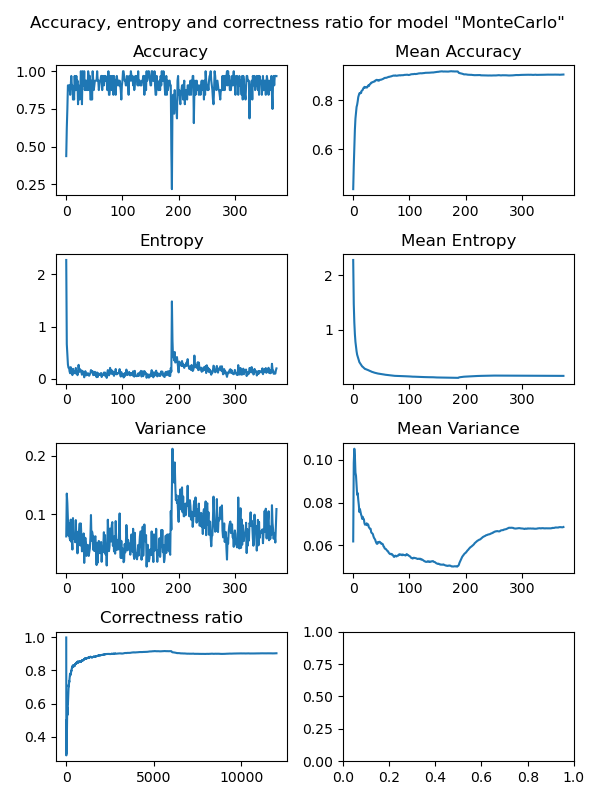 Accuracy, entropy and correctness ratio for model "MonteCarlo"
Accuracy
Mean Accuracy
1.00
0.75
0.50
0.25
0 100 200 300
0.8
0.6
0 100 200 300
Entropy
Mean Entropy
2
1
0
0 100 200 300
2
1
0 100 200 300
Variance
Mean Variance
0.2
0.1
0 100 200 300
0.10
0.08
0.06
0 100 200 300
Correctness ratio
1.0
0.8
0.6
0.4
0 5000 10000
1.00
0.75
0.50
0.25
0.00
0.0 0.2 0.4 0.6 0.8 1.0